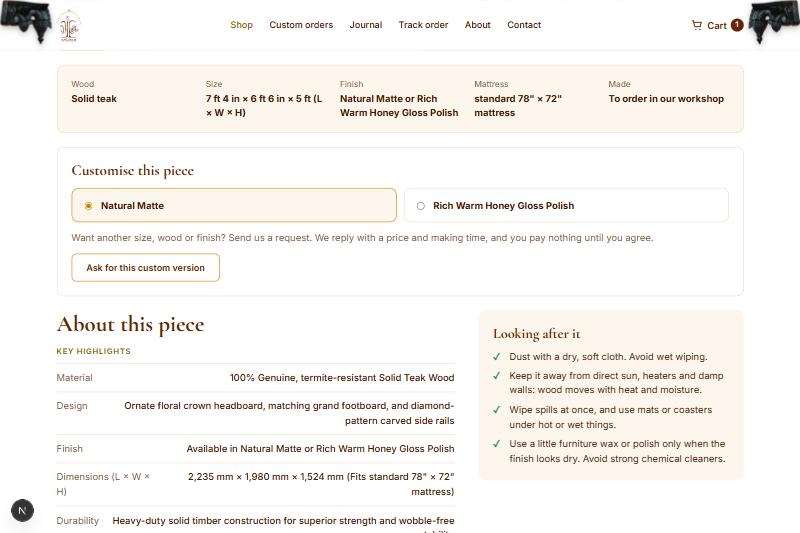 Shop
Custom orders
Journal
Track order
About
Contact
Cart
1
Wood
Solid teak
Size
7 ft 4 in × 6 ft 6 in × 5 ft (L
× W × H)
Finish
Natural Matte or Rich
Warm Honey Gloss Polish
Mattress
standard 78" × 72"
mattress
Made
To order in our workshop
Customise this piece
Natural Matte
Rich Warm Honey Gloss Polish
Want another size, wood or finish? Send us a request. We reply with a price and making time, and you pay nothing until you agree.
Ask for this custom version
About this piece
KEY HIGHLIGHTS
Material
100% Genuine, termite-resistant Solid Teak Wood
Design
Ornate floral crown headboard, matching grand footboard, and diamond-
pattern carved side rails
Finish
Available in Natural Matte or Rich Warm Honey Gloss Polish
Dimensions (L × W ×
H)
2,235 mm × 1,980 mm × 1,524 mm (Fits standard 78" × 72"
mattress)
Durability
Heavy-duty solid timber construction for superior strength and wobble-free
Looking after it
Dust with a dry, soft cloth. Avoid wet wiping.
Keep it away from direct sun, heaters and damp
walls: wood moves with heat and moisture.
Wipe spills at once, and use mats or coasters
under hot or wet things.
Use a little furniture wax or polish only when the
finish looks dry. Avoid strong chemical cleaners.
N